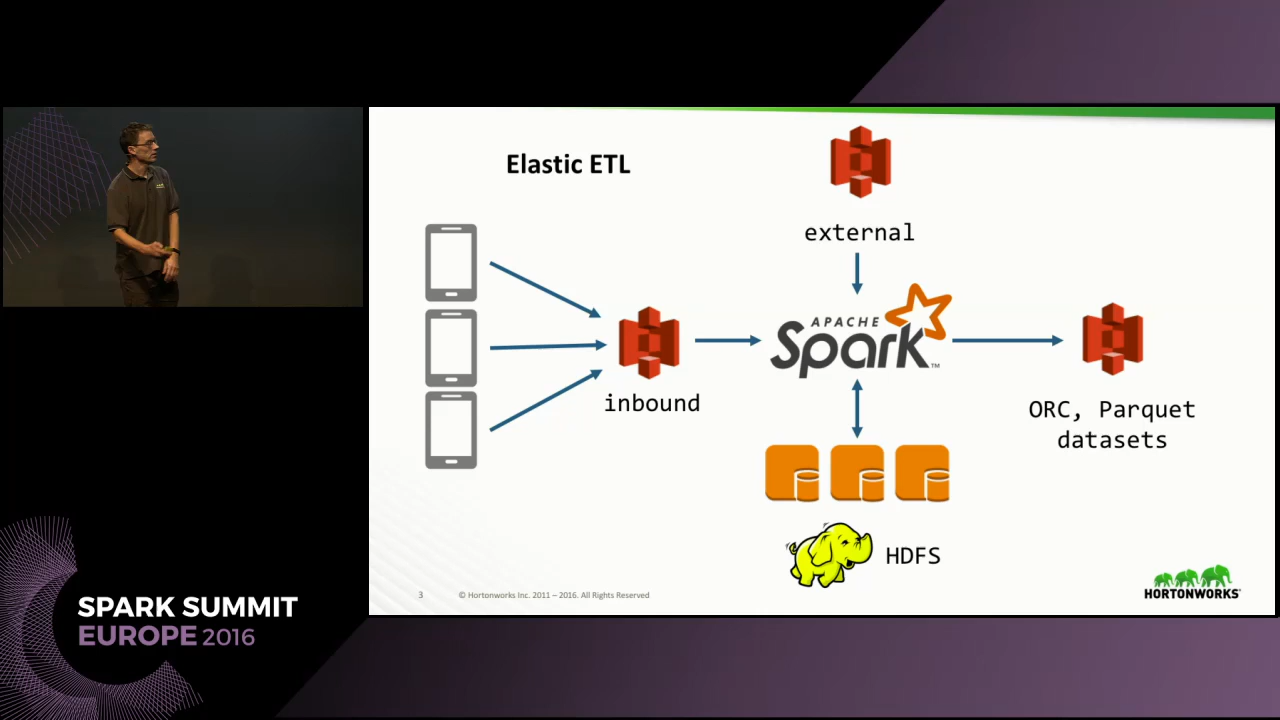 Elastic ETL
external
APACHE
Spark™
inbound
ORC, Parquet
datasets
HDFS
3
© Hortonworks Inc. 2011 – 2016. All Rights Reserved
HORTONWORKS®
SPARK SUMMIT
EUROPE 2016